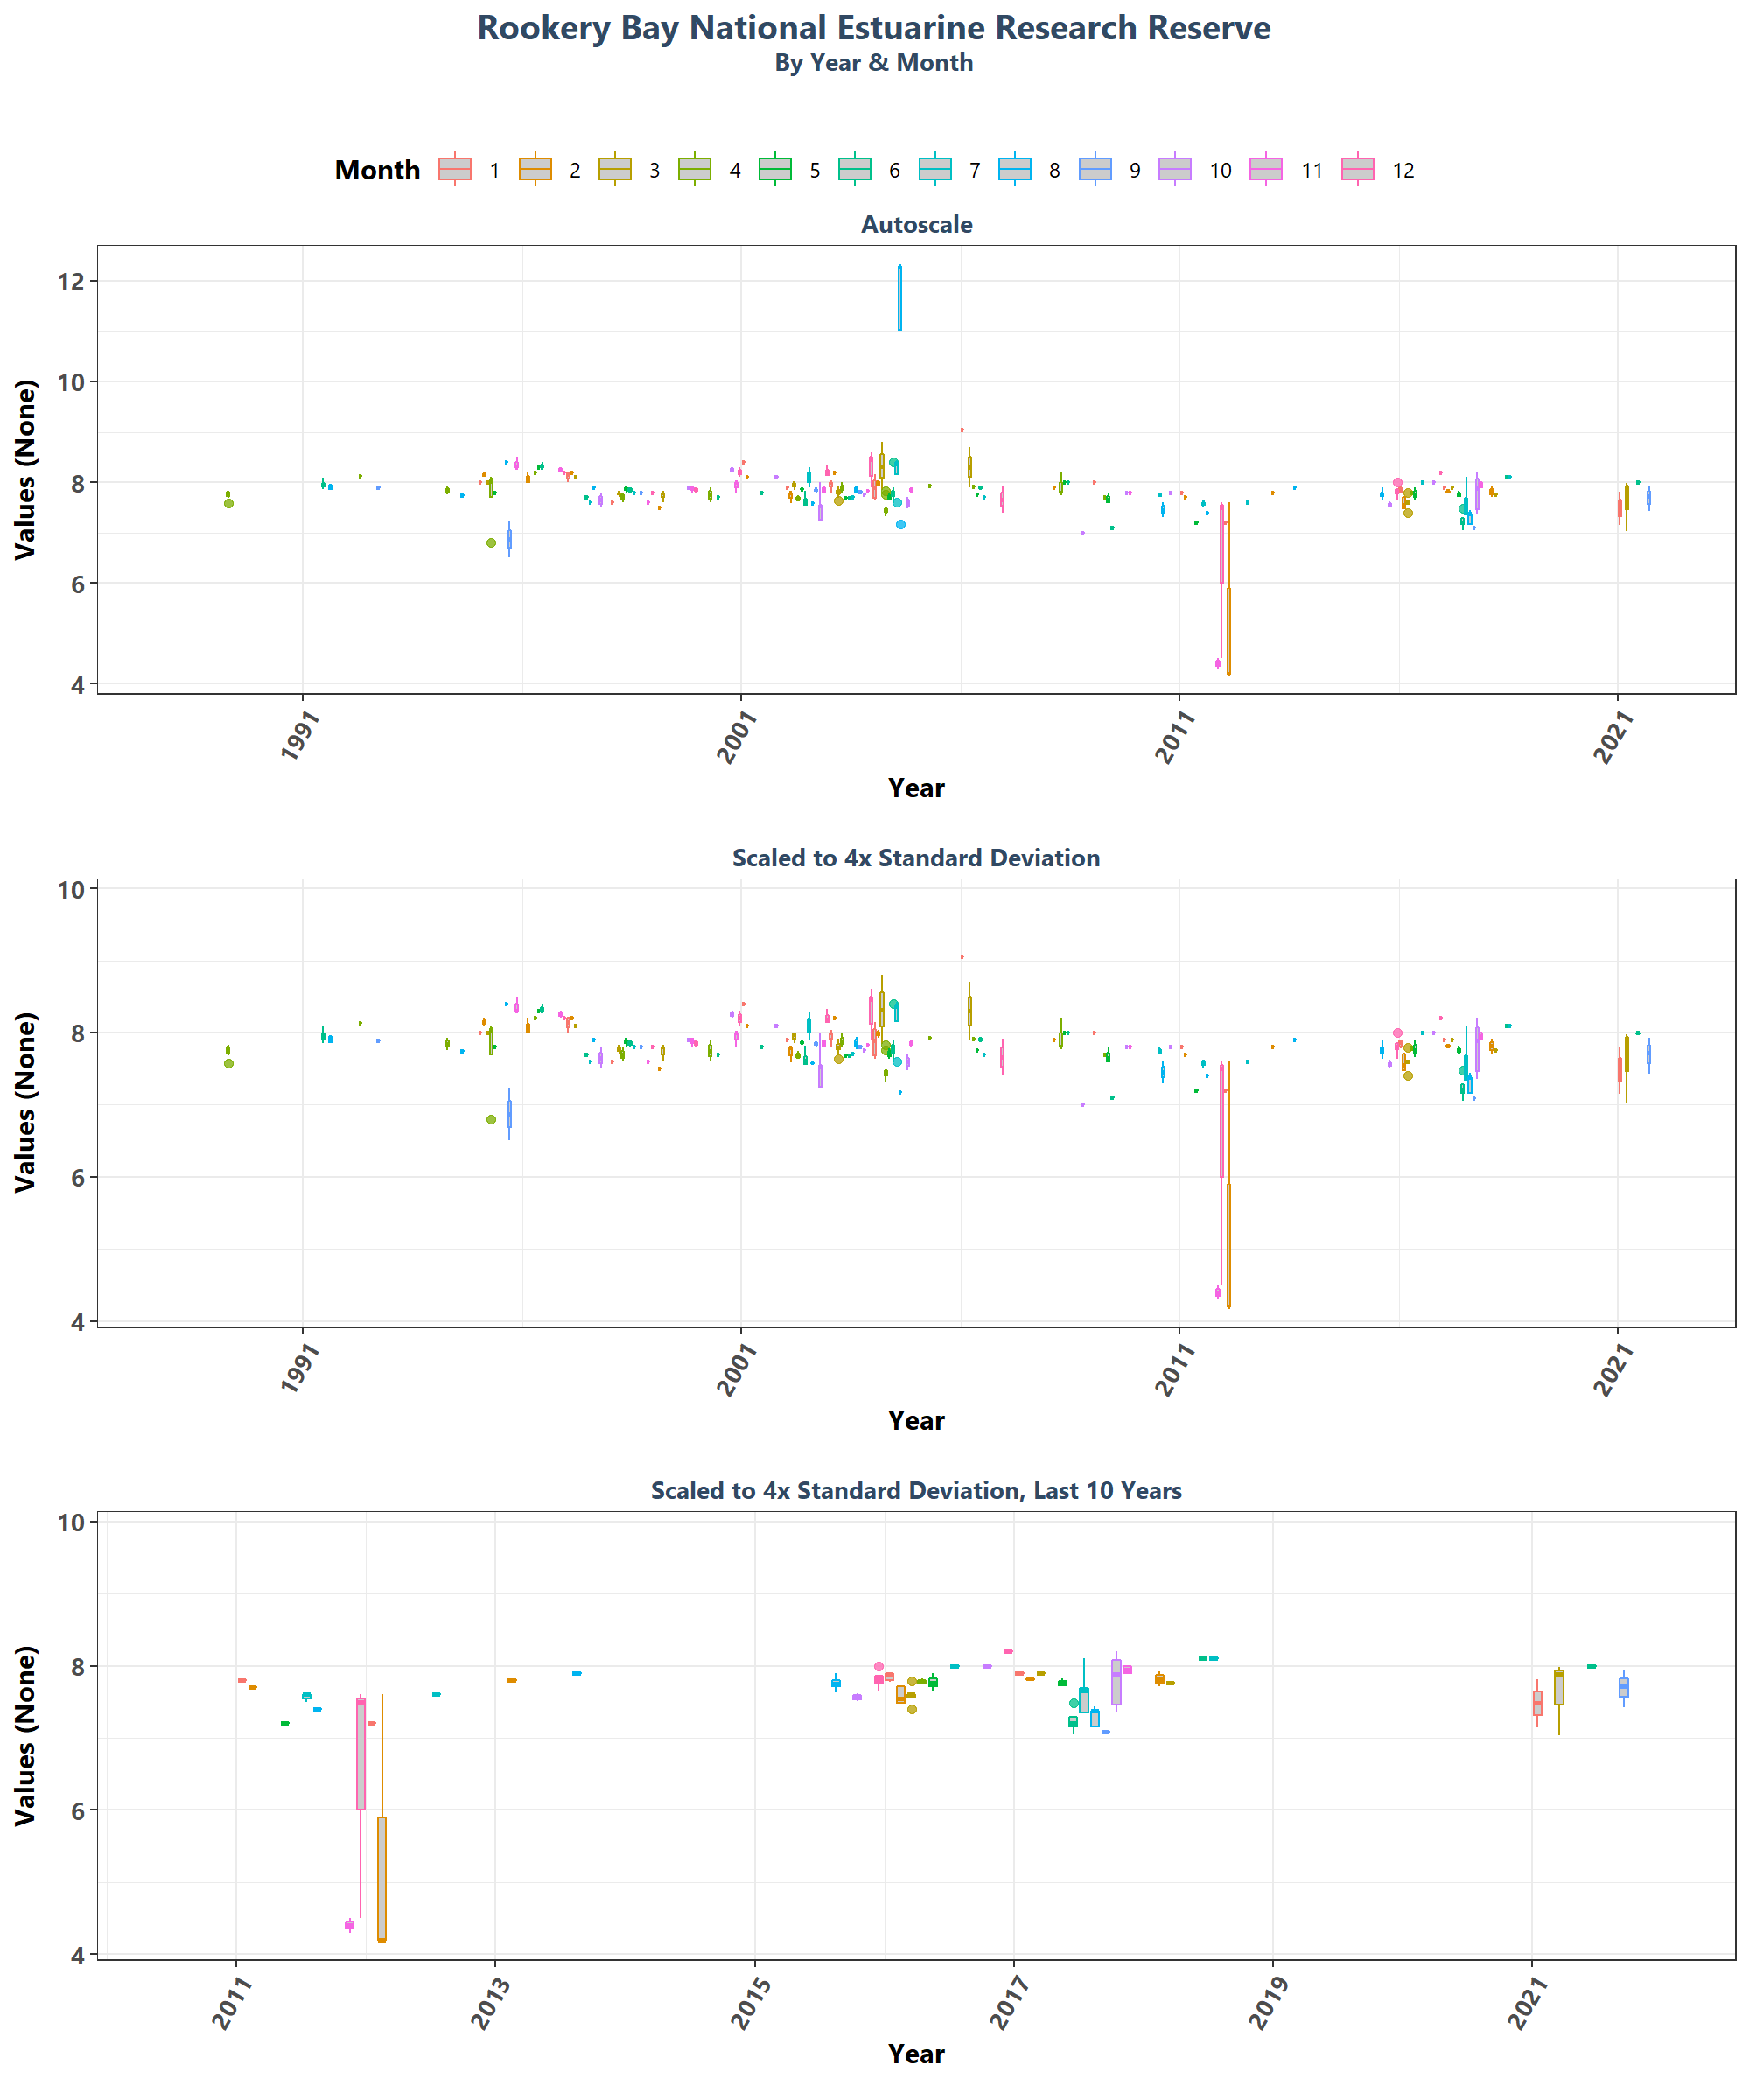 Rookery Bay National Estuarine Research Reserve
By Year & Month
Month 1 2 3 4 5 6 7 8 9 10 11 12
Autoscale
Values (None)
12
10
8
6
4
1991 2001 2011 2021
Year
Scaled to 4x Standard Deviation
Values (None)
10
8
6
4
1991 2001 2011 2021
Year
Scaled to 4x Standard Deviation, Last 10 Years
Values (None)
10
8
6
4
2011 2013 2015 2017 2019 2021
Year